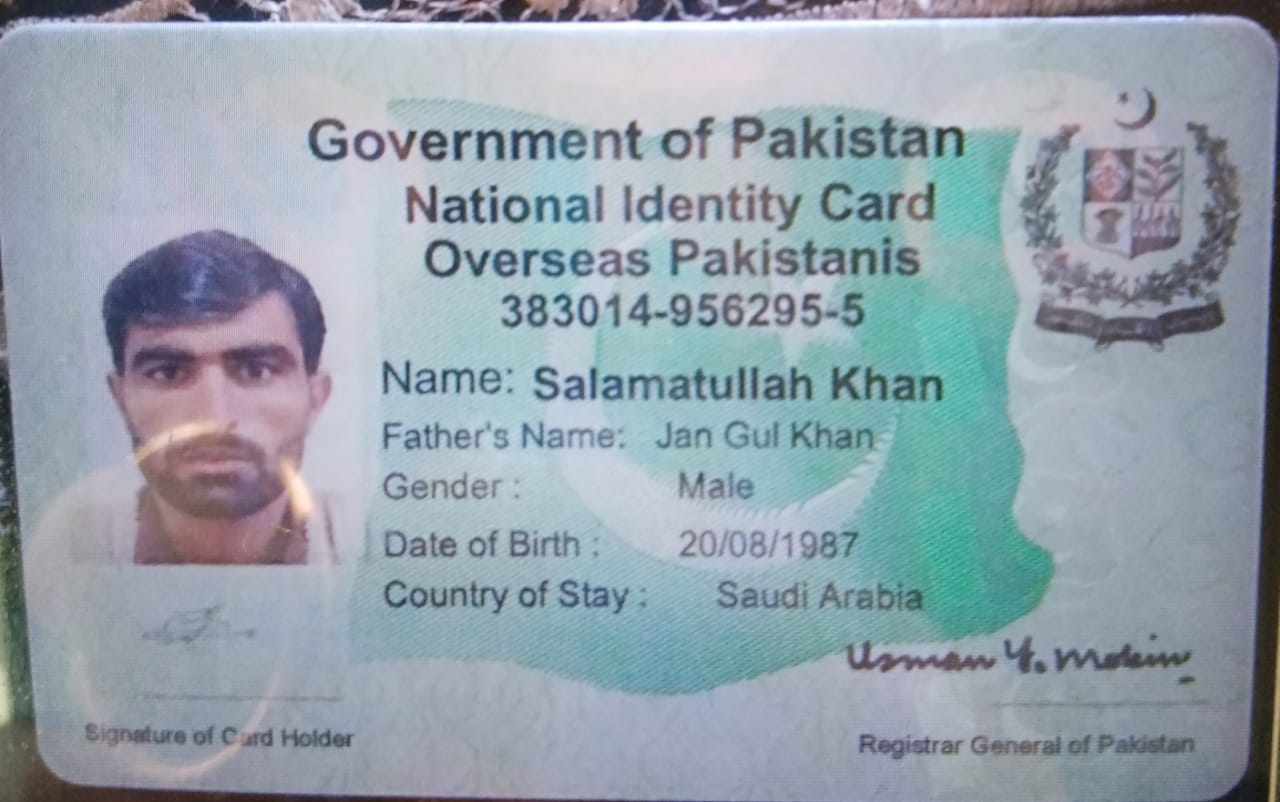 Government of Pakistan
National Identity Card
Overseas Pakistanis
383014-956295-5
Name: Salamatullah Khan
Father's Name: Jan Gul Khan
Gender : Male
Date of Birth : 20/08/1987
Country of Stay : Saudi Arabia
Usman Y. Mobin
Signature of Card Holder
Registrar General of Pakistan